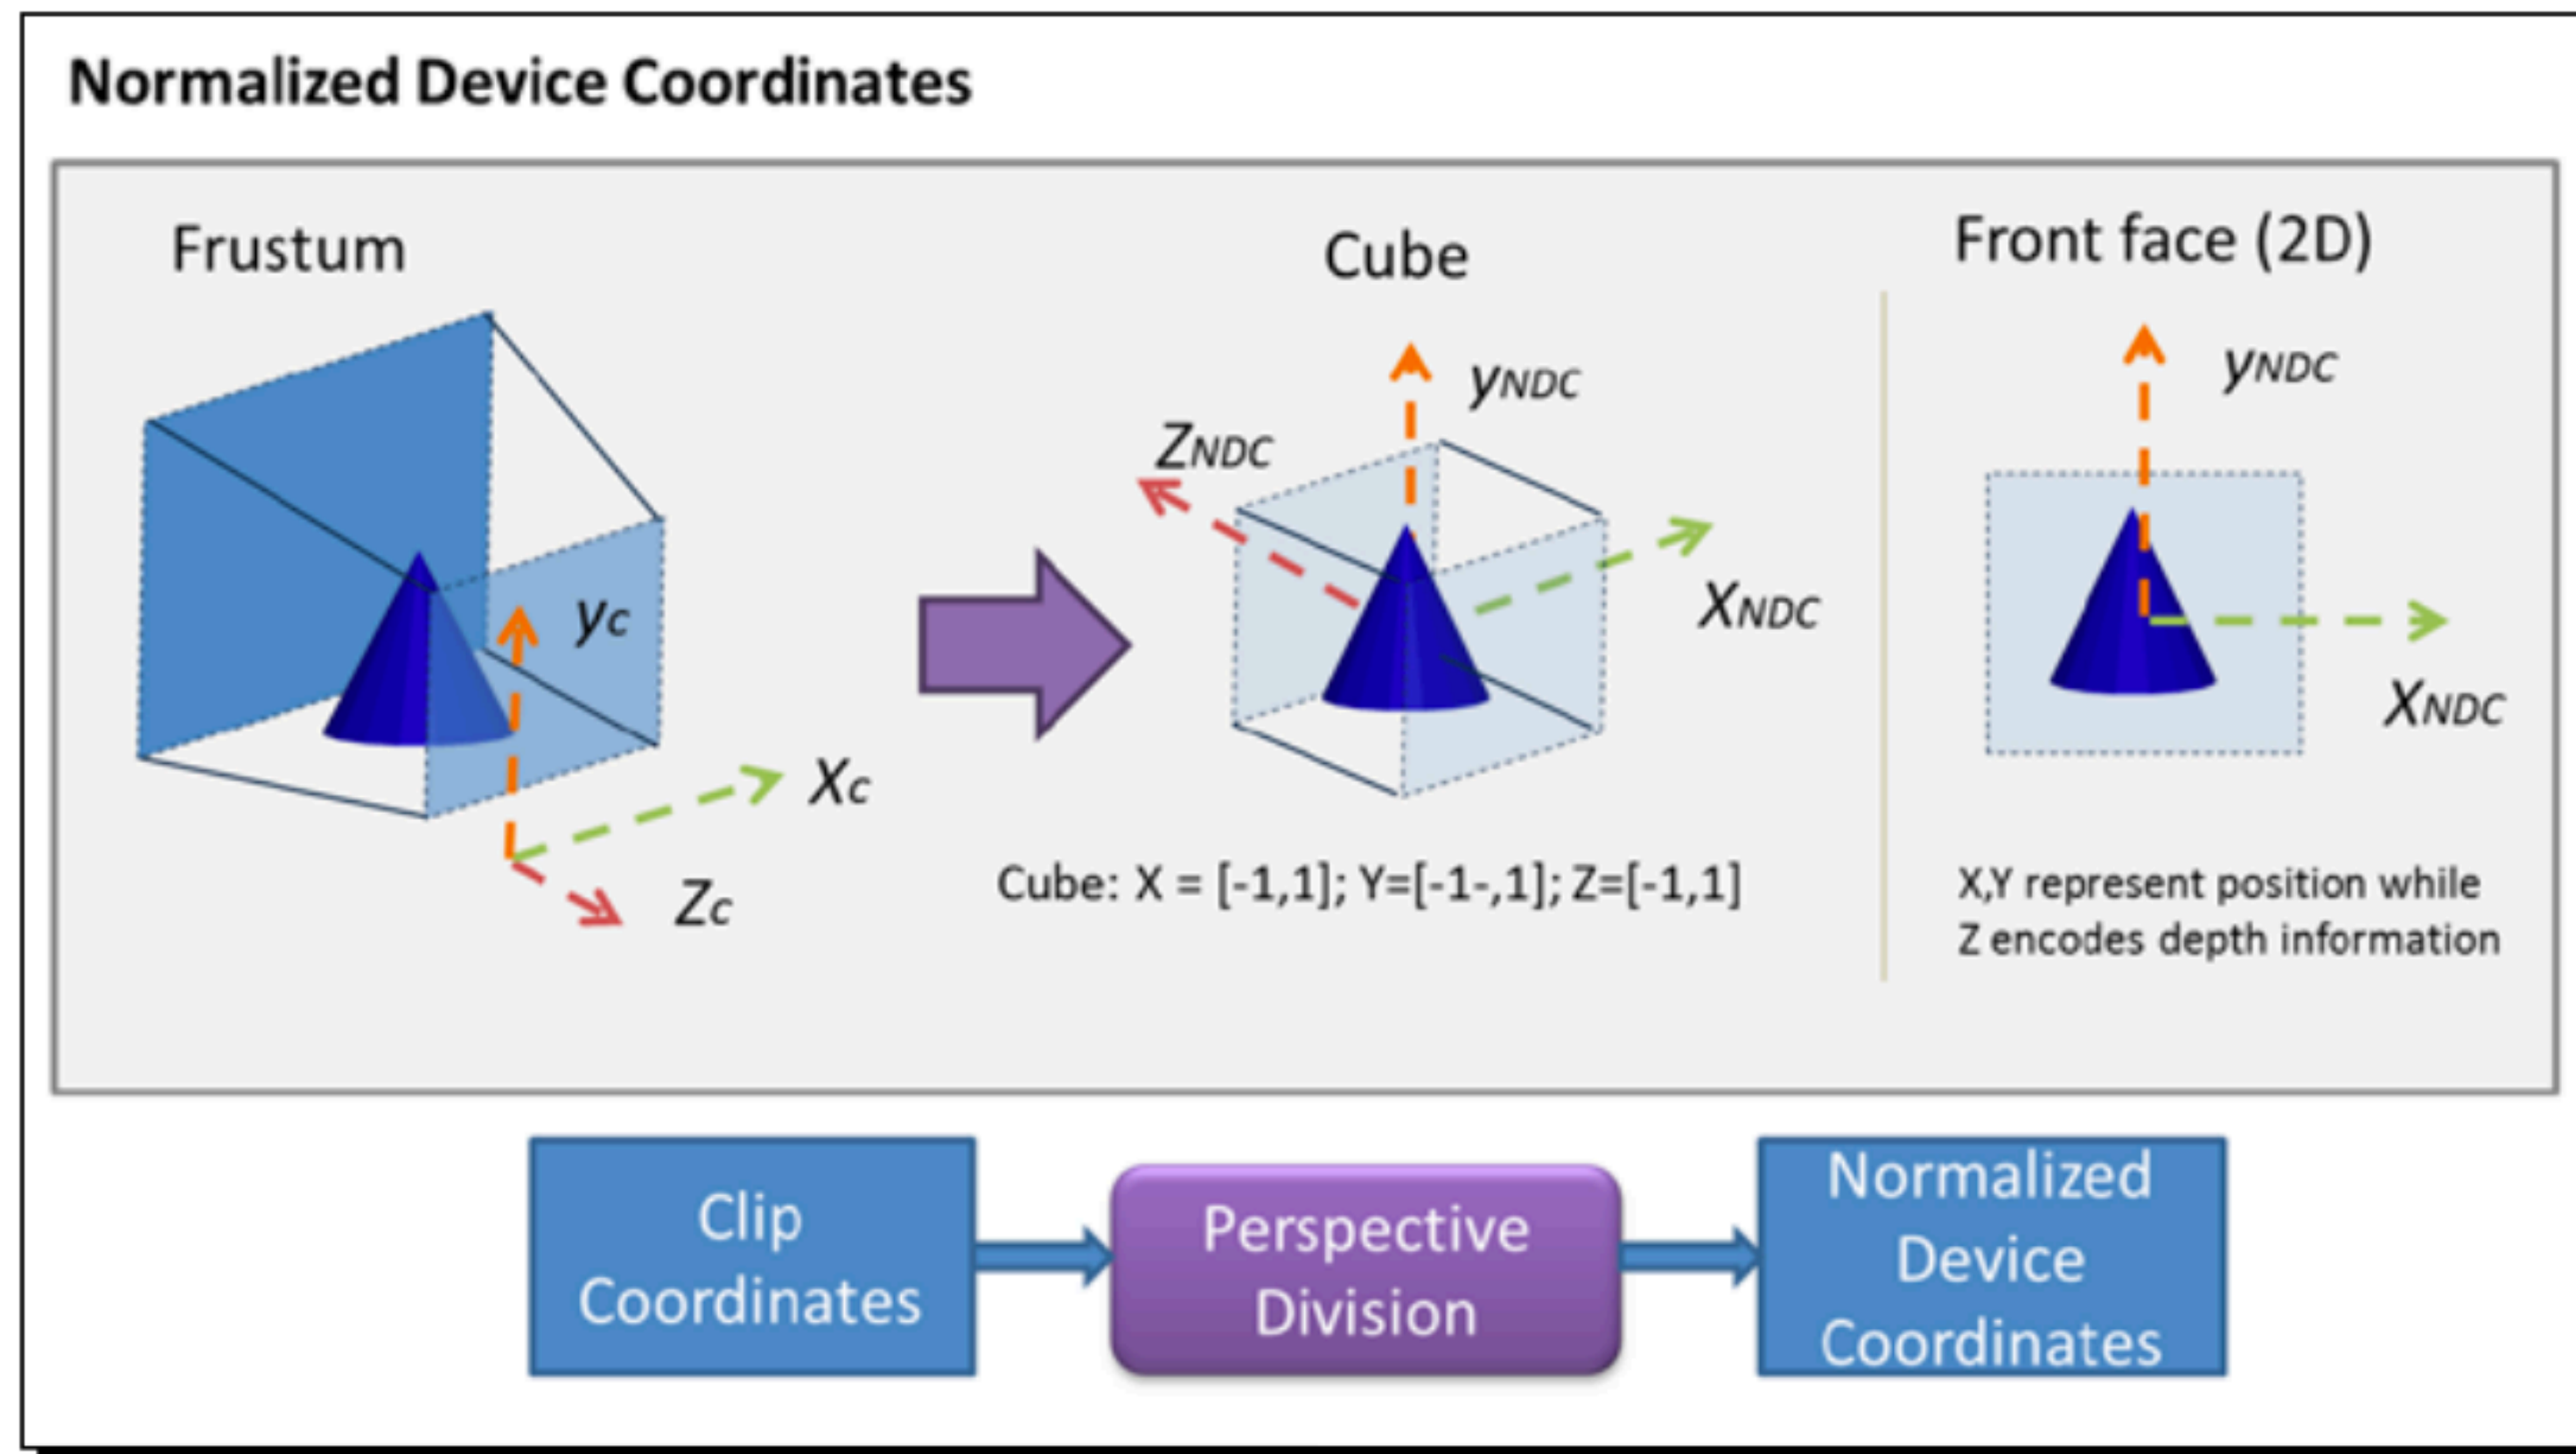 Normalized Device Coordinates
Frustum
yc
Xc
Zc
Cube
yNDC
ZNDC
XNDC
Cube: X = [-1,1]; Y=[-1-,1]; Z=[-1,1]
Front face (2D)
yNDC
XNDC
X,Y represent position while
Z encodes depth information
Clip
Coordinates
Perspective
Division
Normalized
Device
Coordinates